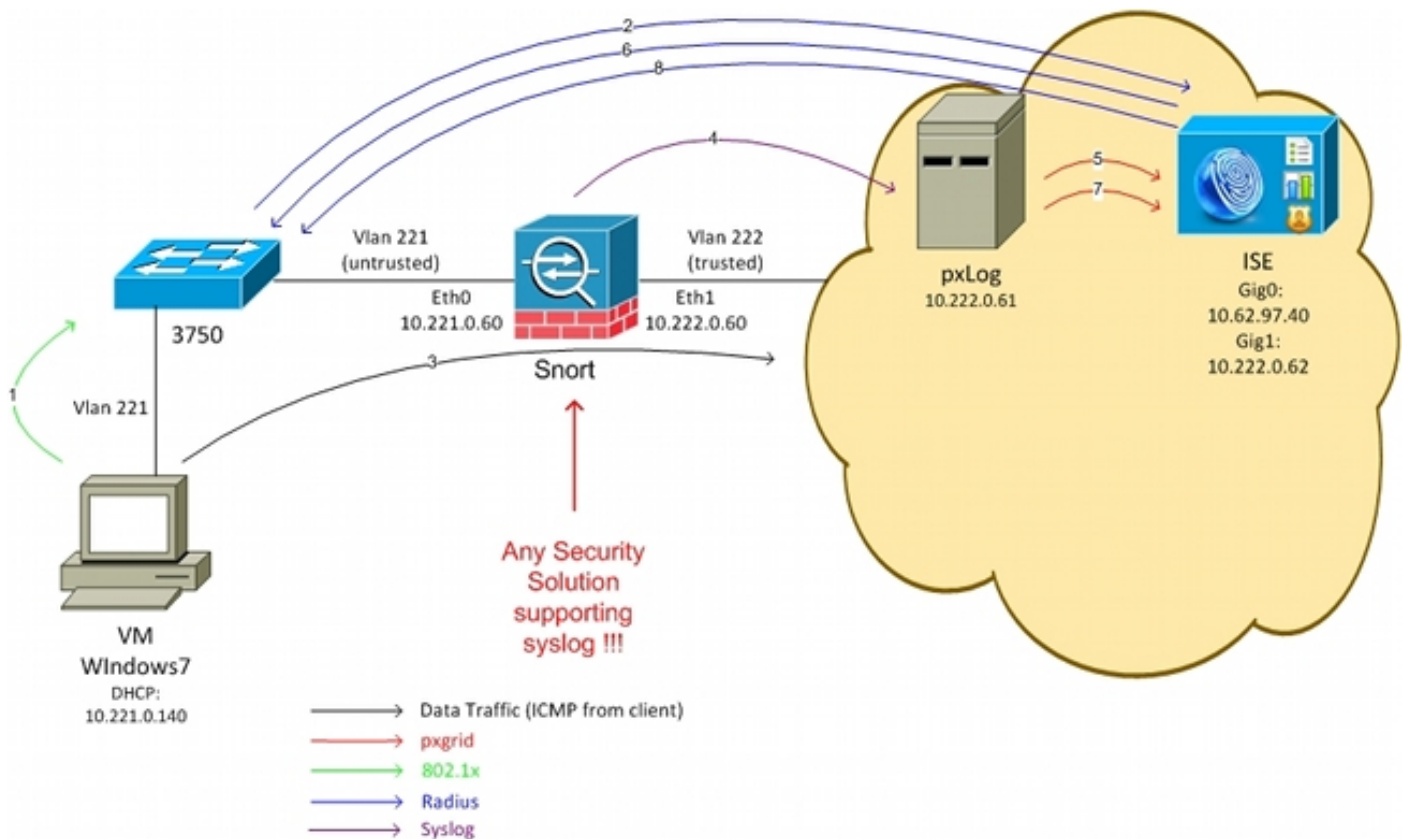 2
6
8
4
5
7
Vlan 221
(untrusted)
Vlan 222
(trusted)
pxLog
10.222.0.61
ISE
Gig0:
10.62.97.40
Gig1:
10.222.0.62
3750
Eth0
10.221.0.60
Eth1
10.222.0.60
Snort
3
1
Vlan 221
Any Security
Solution
supporting
syslog !!!
VM
WIndows7
DHCP:
10.221.0.140
Data Traffic (ICMP from client)
pxgrid
802.1x
Radius
Syslog